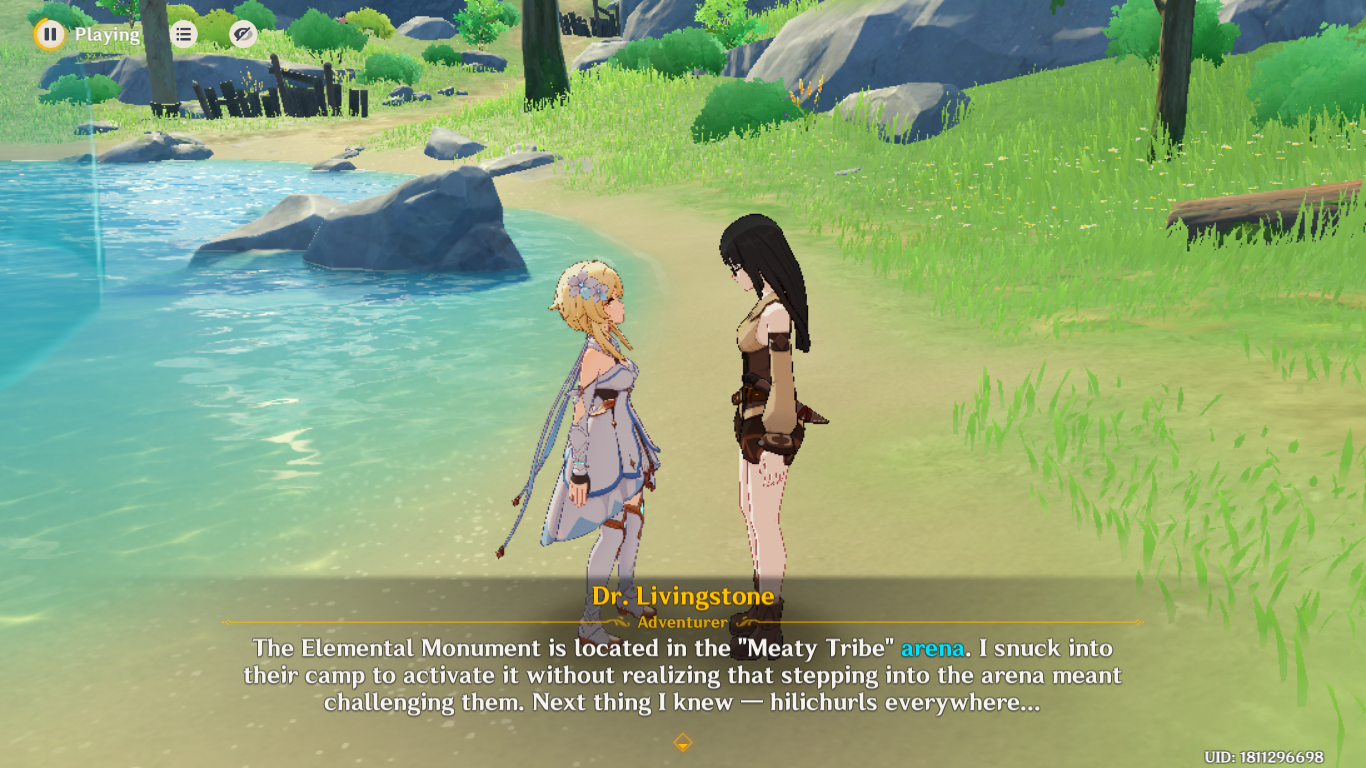 Playing
Dr. Livingstone
Adventurer
The Elemental Monument is located in the "Meaty Tribe" arena. I snuck into
their camp to activate it without realizing that stepping into the arena meant
challenging them. Next thing I knew — hilichurls everywhere...
UID: 1811296698